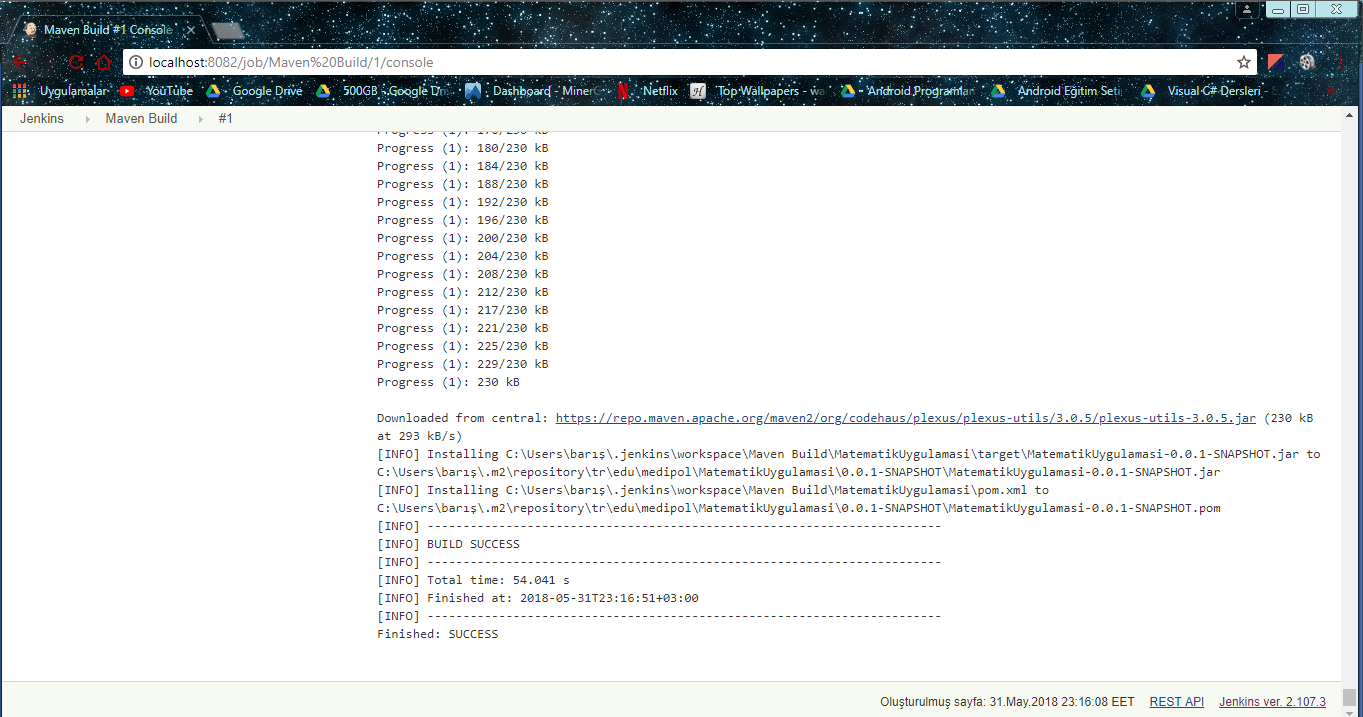 Maven Build #1 Console
localhost:8082/job/Maven%20Build/1/console
Uygulamalar YouTube Google Drive 500GB - Google Dri Dashboard - MinerG Netflix Top Wallpapers - wa Android Programlan Android Eğitim Seti Visual C# Dersleri -
Jenkins Maven Build #1
Progress (1): 176/230 kB
Progress (1): 180/230 kB
Progress (1): 184/230 kB
Progress (1): 188/230 kB
Progress (1): 192/230 kB
Progress (1): 196/230 kB
Progress (1): 200/230 kB
Progress (1): 204/230 kB
Progress (1): 208/230 kB
Progress (1): 212/230 kB
Progress (1): 217/230 kB
Progress (1): 221/230 kB
Progress (1): 225/230 kB
Progress (1): 229/230 kB
Progress (1): 230 kB
Downloaded from central: https://repo.maven.apache.org/maven2/org/codehaus/plexus/plexus-utils/3.0.5/plexus-utils-3.0.5.jar (230 kB
at 293 kB/s)
[INFO] Installing C:\Users\barış\.jenkins\workspace\Maven Build\MatematikUygulamasi\target\MatematikUygulamasi-0.0.1-SNAPSHOT.jar to
C:\Users\barış\.m2\repository\tr\edu\medipol\MatematikUygulamasi\0.0.1-SNAPSHOT\MatematikUygulamasi-0.0.1-SNAPSHOT.jar
[INFO] Installing C:\Users\barış\.jenkins\workspace\Maven Build\MatematikUygulamasi\pom.xml to
C:\Users\barış\.m2\repository\tr\edu\medipol\MatematikUygulamasi\0.0.1-SNAPSHOT\MatematikUygulamasi-0.0.1-SNAPSHOT.pom
[INFO] ------------------------------------------------------------------------
[INFO] BUILD SUCCESS
[INFO] ------------------------------------------------------------------------
[INFO] Total time: 54.041 s
[INFO] Finished at: 2018-05-31T23:16:51+03:00
[INFO] ------------------------------------------------------------------------
Finished: SUCCESS
Oluşturulmuş sayfa: 31.May.2018 23:16:08 EET REST API Jenkins ver. 2.107.3